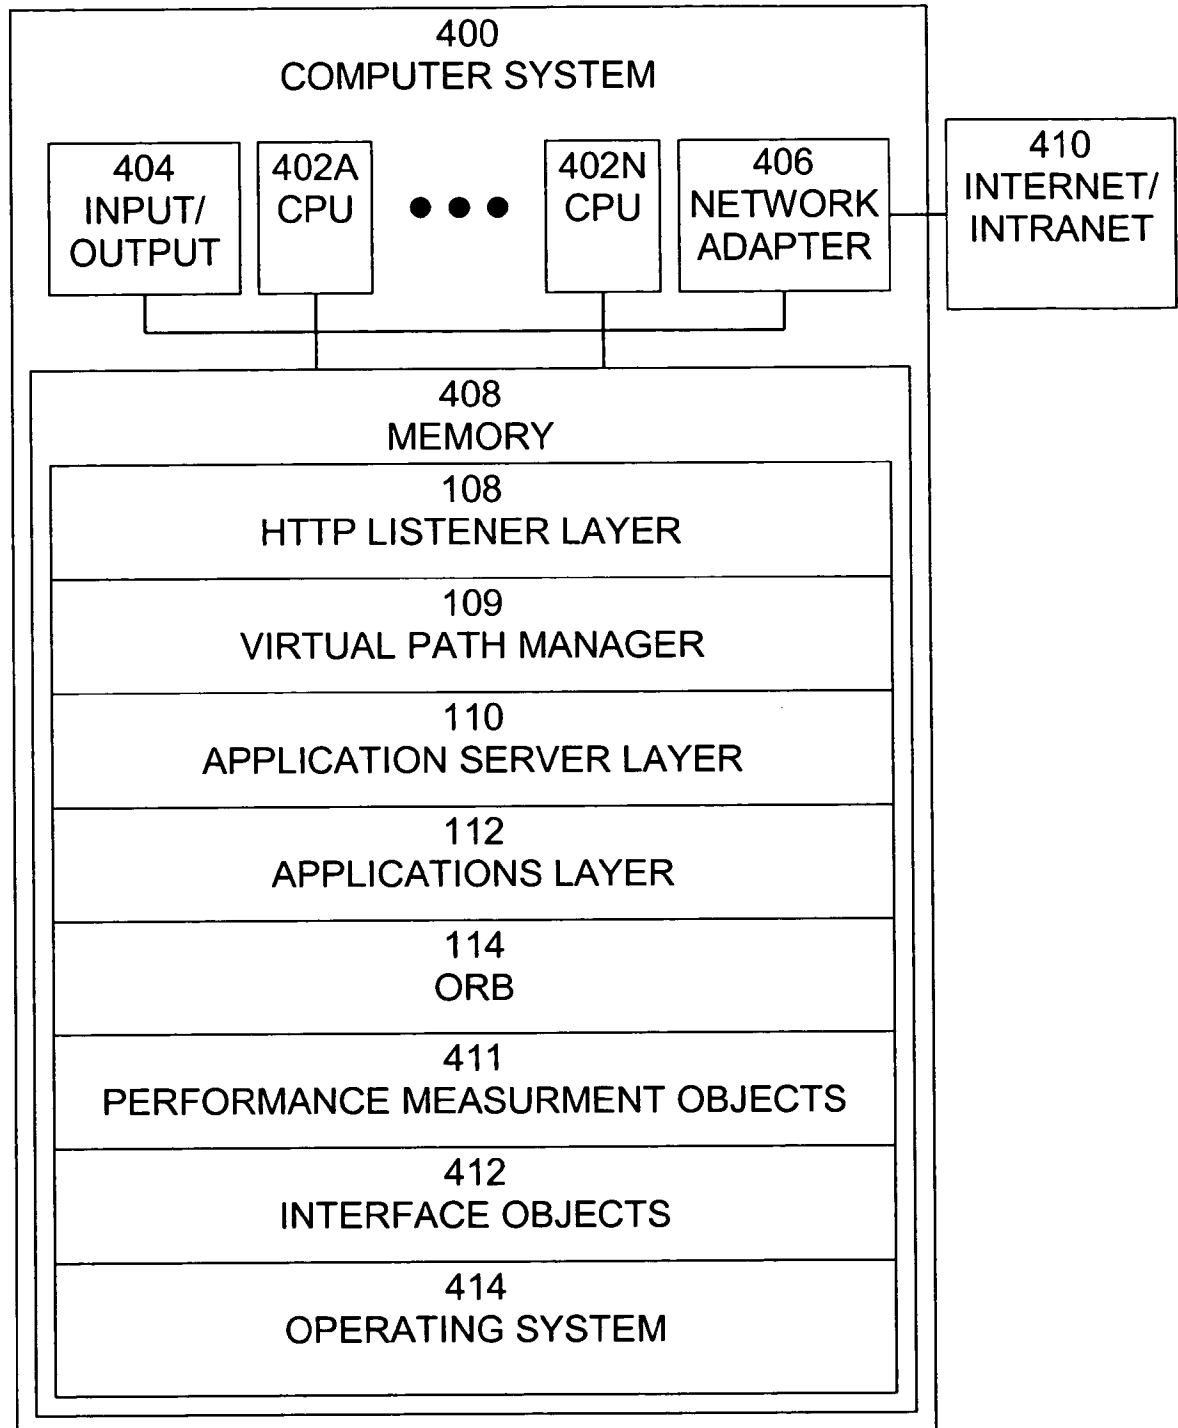 400
COMPUTER SYSTEM
404
INPUT/
OUTPUT
402A
CPU
402N
CPU
406
NETWORK
ADAPTER
410
INTERNET/
INTRANET
408
MEMORY
108
HTTP LISTENER LAYER
109
VIRTUAL PATH MANAGER
110
APPLICATION SERVER LAYER
112
APPLICATIONS LAYER
114
ORB
411
PERFORMANCE MEASURMENT OBJECTS
412
INTERFACE OBJECTS
414
OPERATING SYSTEM